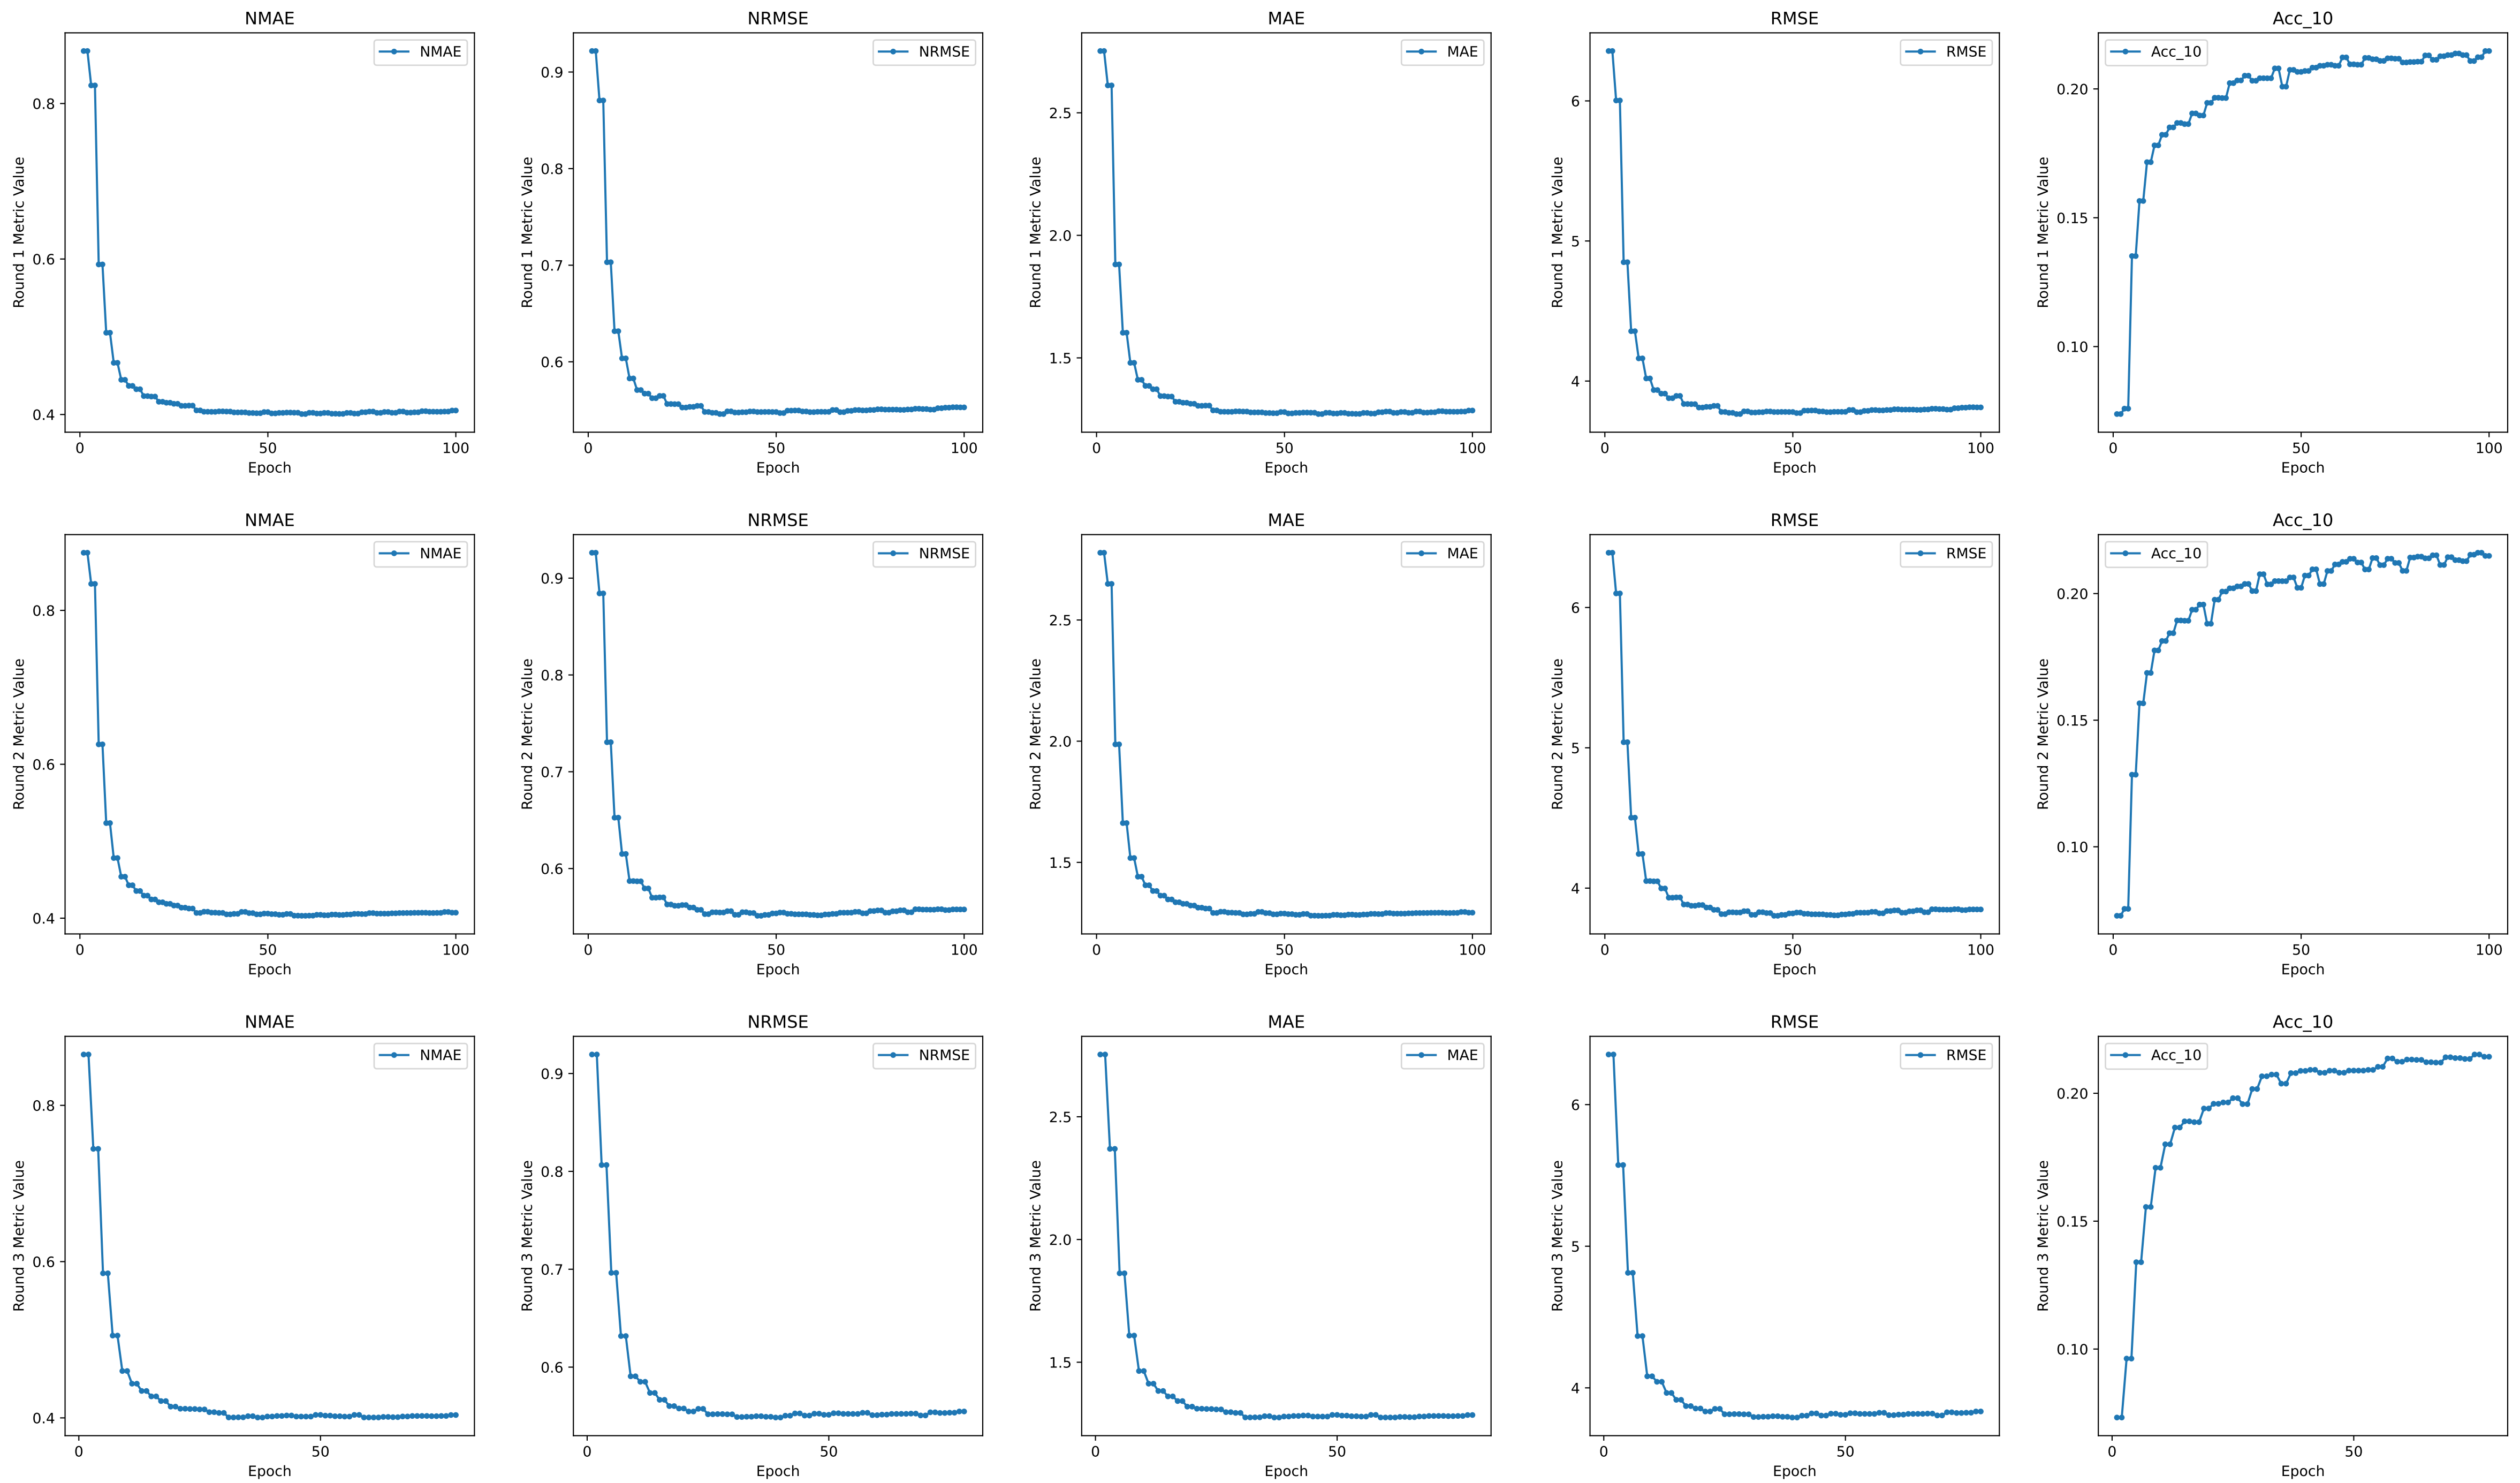 NMAE NRMSE MAE RMSE Acc_10
NMAE NRMSE MAE RMSE Acc_10
Round 1 Metric Value Round 1 Metric Value Round 1 Metric Value Round 1 Metric Value Round 1 Metric Value
0.8 0.9 2.5 6 0.20
0.6 0.8 2.0 5 0.15
0.4 0.7 1.5 4 0.10
0.6
0 50 100 0 50 100 0 50 100 0 50 100 0 50 100
Epoch Epoch Epoch Epoch Epoch
NMAE NRMSE MAE RMSE Acc_10
NMAE NRMSE MAE RMSE Acc_10
Round 2 Metric Value Round 2 Metric Value Round 2 Metric Value Round 2 Metric Value Round 2 Metric Value
0.8 0.9 2.5 6 0.20
0.6 0.8 2.0 5 0.15
0.4 0.7 1.5 4 0.10
0.6
0 50 100 0 50 100 0 50 100 0 50 100 0 50 100
Epoch Epoch Epoch Epoch Epoch
NMAE NRMSE MAE RMSE Acc_10
NMAE NRMSE MAE RMSE Acc_10
Round 3 Metric Value Round 3 Metric Value Round 3 Metric Value Round 3 Metric Value Round 3 Metric Value
0.8 0.9 2.5 6 0.20
0.6 0.8 2.0 5 0.15
0.4 0.7 1.5 4 0.10
0.6
0 50 0 50 0 50 0 50 0 50
Epoch Epoch Epoch Epoch Epoch